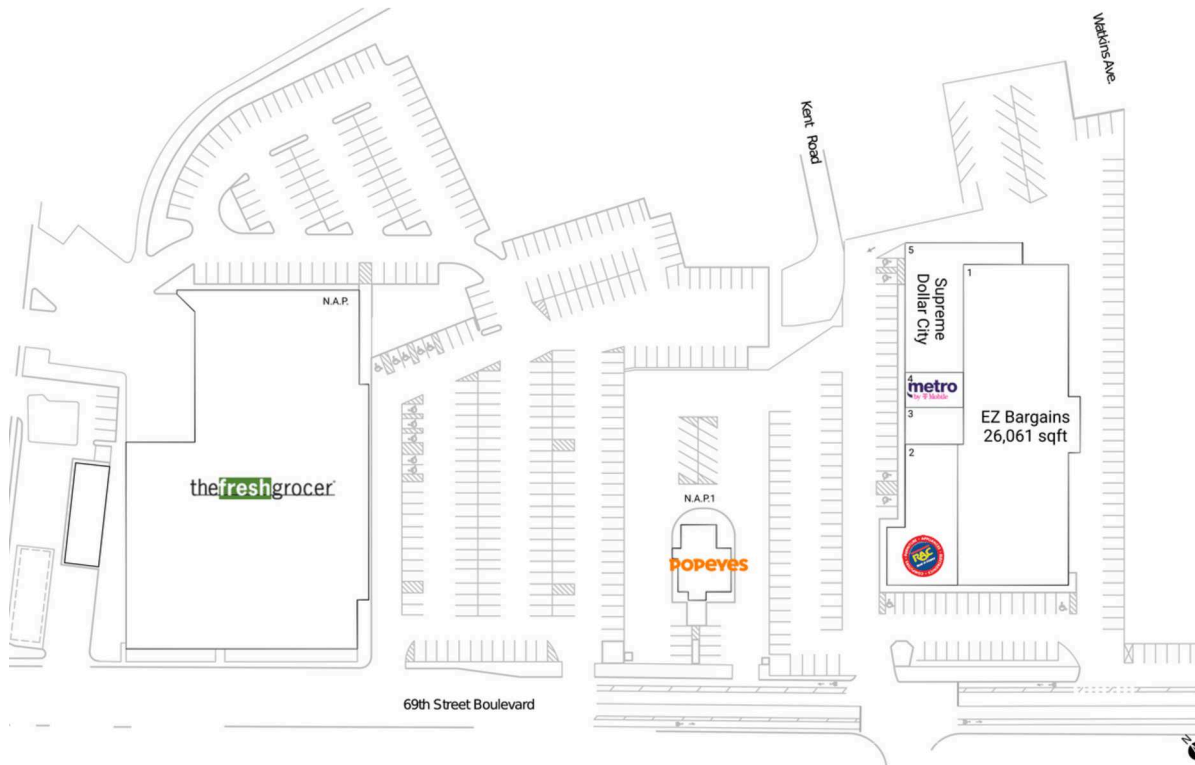 Watkins Ave.
Kent Road
5
1
Supreme
Dollar City
N.A.P.
4
metro
by T Mobile
3
EZ Bargains
26,061 sqft
2
thefreshgrocer
N.A.P.1
POPEYES
RAC
69th Street Boulevard
N